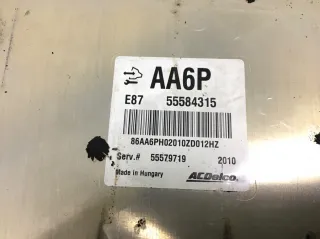 AA6P
E87 55584315
86AA6PH02010ZD012HZ
Serv.# 55579719 2010
Made in Hungary ACDelco